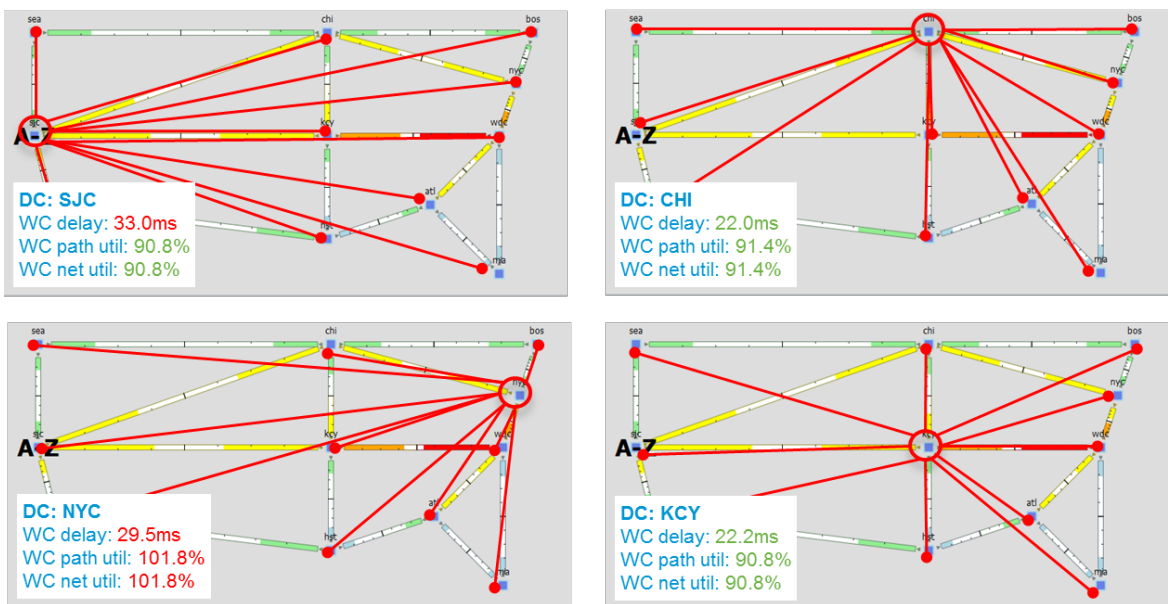 sea
chi
bos
nyc
sjc
A-Z
kcy
wdc
atl
hst
mia
DC: SJC
WC delay: 33.0ms
WC path util: 90.8%
WC net util: 90.8%
sea
chi
bos
nyc
sjc
A-Z
kcy
wdc
atl
hst
mia
DC: CHI
WC delay: 22.0ms
WC path util: 91.4%
WC net util: 91.4%
sea
chi
bos
nyc
sjc
A-Z
kcy
wdc
atl
hst
mia
DC: NYC
WC delay: 29.5ms
WC path util: 101.8%
WC net util: 101.8%
sea
chi
bos
nyc
sjc
A-Z
kcy
wdc
atl
hst
mia
DC: KCY
WC delay: 22.2ms
WC path util: 90.8%
WC net util: 90.8%